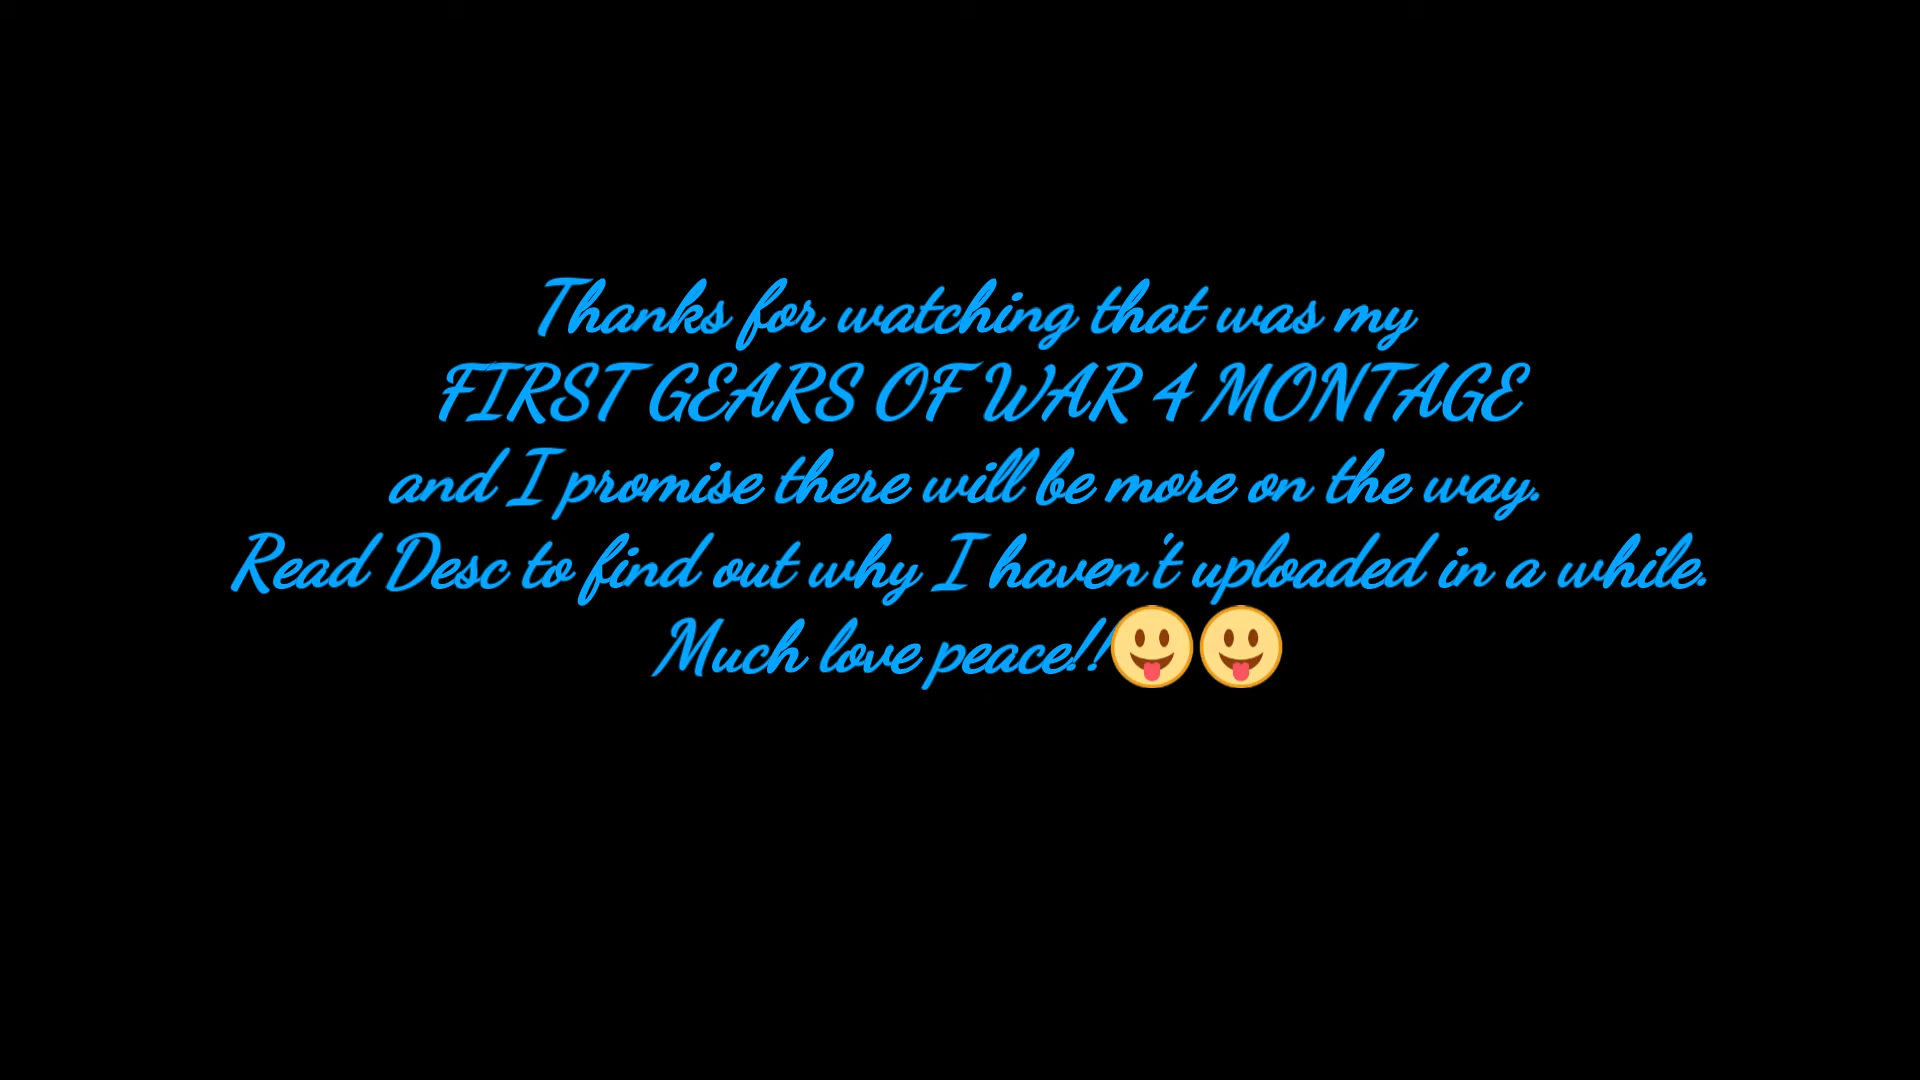 Thanks for watching that was my
FIRST GEARS OF WAR 4 MONTAGE
and I promise there will be more on the way.
Read Desc to find out why I haven't uploaded in a while.
Much love peace!!😛😛